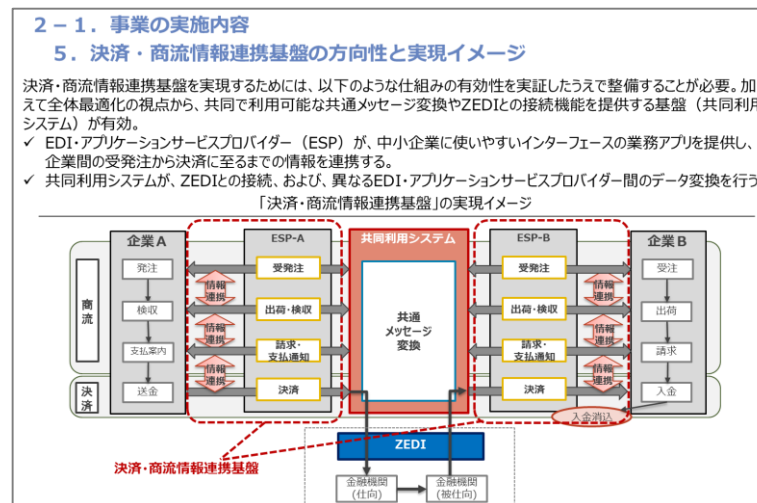 ２－１．事業の実施内容
５．決済・商流情報連携基盤の方向性と実現イメージ
決済・商流情報連携基盤を実現するためには、以下のような仕組みの有効性を実証したうえで整備することが必要。加
えて全体最適化の視点から、共同で利用可能な共通メッセージ変換やZEDIとの接続機能を提供する基盤（共同利用
システム）が有効。
✓ EDI・アプリケーションサービスプロバイダー（ESP）が、中小企業に使いやすいインターフェースの業務アプリを提供し、
企業間の受発注から決済に至るまでの情報を連携する。
✓ 共同利用システムが、ZEDIとの接続、および、異なるEDI・アプリケーションサービスプロバイダー間のデータ変換を行う
「決済・商流情報連携基盤」の実現イメージ
企業A
ESP-A
共同利用システム
ESP-B
企業B
商流
発注
検収
支払案内
受発注
出荷・検収
請求・
支払通知
情報
連携
情報
連携
情報
連携
共通
メッセージ
変換
受発注
出荷・検収
請求・
支払通知
情報
連携
情報
連携
情報
連携
受注
出荷
請求
決済
送金
決済
決済
入金
入金消込
ZEDI
決済・商流情報連携基盤
金融機関
(仕向)
金融機関
(被仕向)